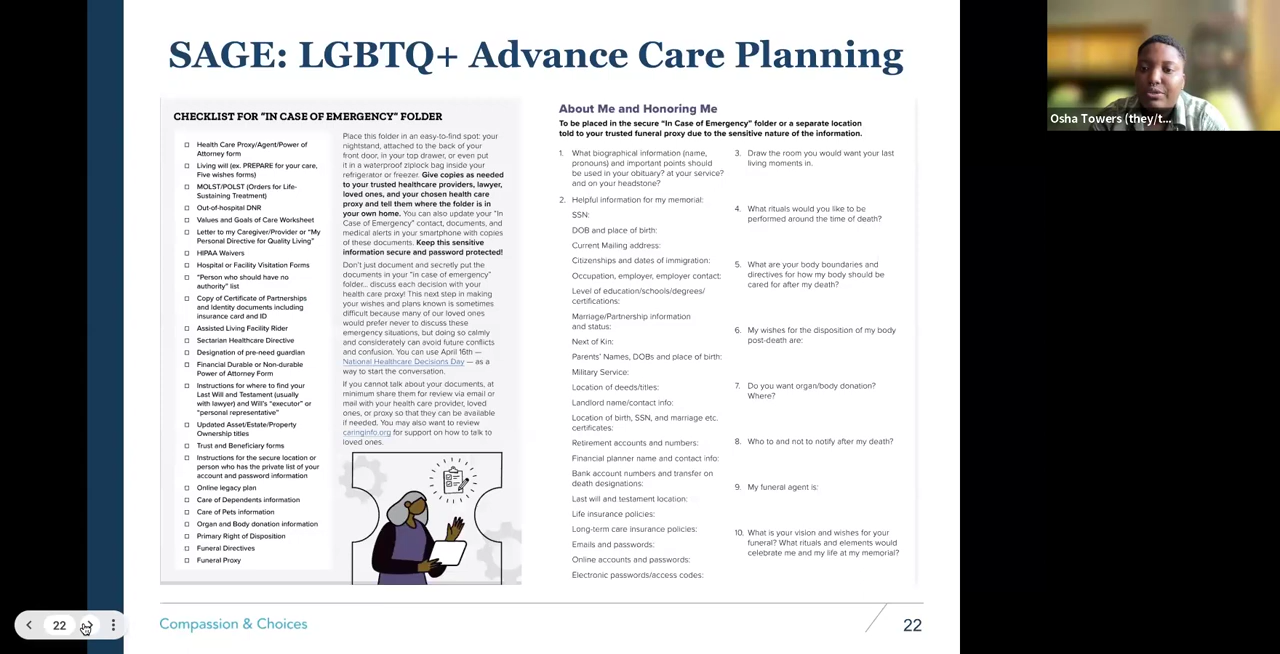 SAGE: LGBTQ+ Advance Care Planning
CHECKLIST FOR "IN CASE OF EMERGENCY" FOLDER
Health Care Proxy/Agent/Power of
Attorney form
Living will (ex. PREPARE for your care,
Five wishes forms)
MOLST/POLST (Orders for Life-
Sustaining Treatment)
Out-of-hospital DNR
Values and Goals of Care Worksheet
Letter to my Caregiver/Provider or "My
Personal Directive for Quality Living"
HIPAA Waivers
Hospital or Facility Visitation Forms
"Person who should have no
authority" list
Copy of Certificate of Partnerships
and Identity documents including
insurance card and ID
Assisted Living Facility Rider
Sectarian Healthcare Directive
Designation of pre-need guardian
Financial Durable or Non-durable
Power of Attorney Form
Instructions for where to find your
Last Will and Testament (usually
with lawyer) and Will's "executor" or
"personal representative"
Updated Asset/Estate/Property
Ownership titles
Trust and Beneficiary forms
Instructions for the secure location or
person who has the private list of your
account and password information
Online legacy plan
Care of Dependents information
Care of Pets information
Organ and Body donation information
Primary Right of Disposition
Funeral Directives
Funeral Proxy
Place this folder in an easy-to-find spot: your
nightstand, attached to the back of your
front door, in your top drawer, or even put
it in a waterproof ziplock bag inside your
refrigerator or freezer. Give copies as needed
to your trusted healthcare providers, lawyer,
loved ones, and your chosen health care
proxy and tell them where the folder is in
your own home. You can also update your "In
Case of Emergency" contact, documents, and
medical alerts in your smartphone with copies
of these documents. Keep this sensitive
information secure and password protected!
Don't just document and secretly put the
documents in your "in case of emergency"
folder... discuss each decision with your
health care proxy! This next step in making
your wishes and plans known is sometimes
difficult because many of our loved ones
would prefer never to discuss these
emergency situations, but doing so calmly
and considerately can avoid future conflicts
and confusion. You can use April 16th —
National Healthcare Decisions Day — as a
way to start the conversation.
If you cannot talk about your documents, at
minimum share them for review via email or
mail with your health care provider, loved
ones, or proxy so that they can be available
if needed. You may also want to review
caringinfo.org for support on how to talk to
loved ones.
About Me and Honoring Me
To be placed in the secure "In Case of Emergency" folder or a separate location
told to your trusted funeral proxy due to the sensitive nature of the information.
1. What biographical information (name,
pronouns) and important points should
be used in your obituary? at your service?
and on your headstone?
2. Helpful information for my memorial:
SSN:
DOB and place of birth:
Current Mailing address:
Citizenships and dates of immigration:
Occupation, employer, employer contact:
Level of education/schools/degrees/
certifications:
Marriage/Partnership information
and status:
Next of Kin:
Parents' Names, DOBs and place of birth:
Military Service:
Location of deeds/titles:
Landlord name/contact info:
Location of birth, SSN, and marriage etc.
certificates:
Retirement accounts and numbers:
Financial planner name and contact info:
Bank account numbers and transfer on
death designations:
Last will and testament location:
Life insurance policies:
Long-term care insurance policies:
Emails and passwords:
Online accounts and passwords:
Electronic passwords/access codes:
3. Draw the room you would want your last
living moments in.
4. What rituals would you like to be
performed around the time of death?
5. What are your body boundaries and
directives for how my body should be
cared for after my death?
6. My wishes for the disposition of my body
post-death are:
7. Do you want organ/body donation?
Where?
8. Who to and not to notify after my death?
9. My funeral agent is:
10. What is your vision and wishes for your
funeral? What rituals and elements would
celebrate me and my life at my memorial?
Compassion & Choices
22
22
Osha Towers (they/t...